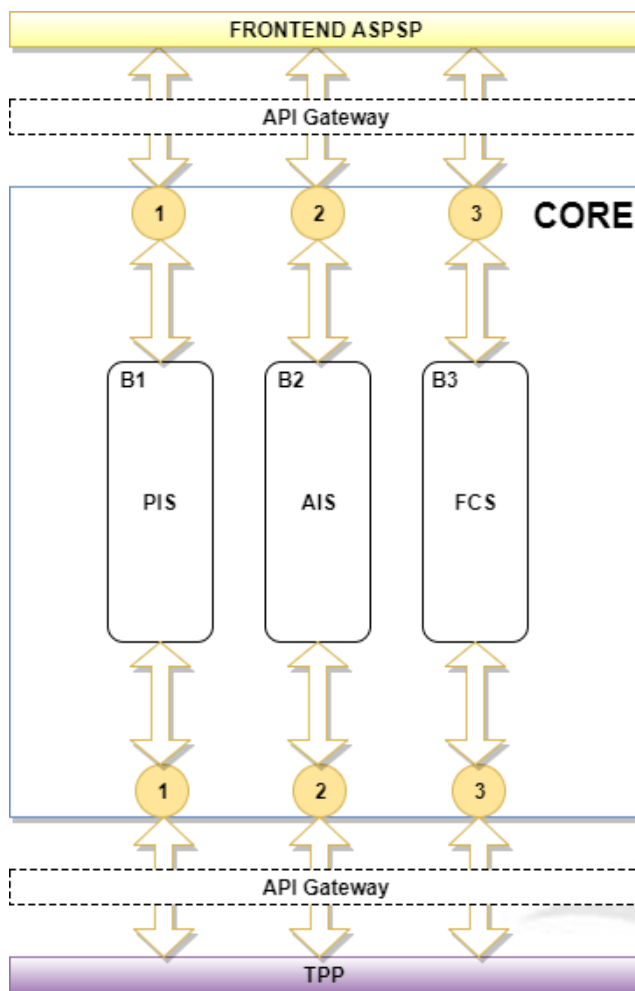 FRONTEND ASPSP
API Gateway
1 2 3 CORE
B1 B2 B3
PIS AIS FCS
1 2 3
API Gateway
TPP